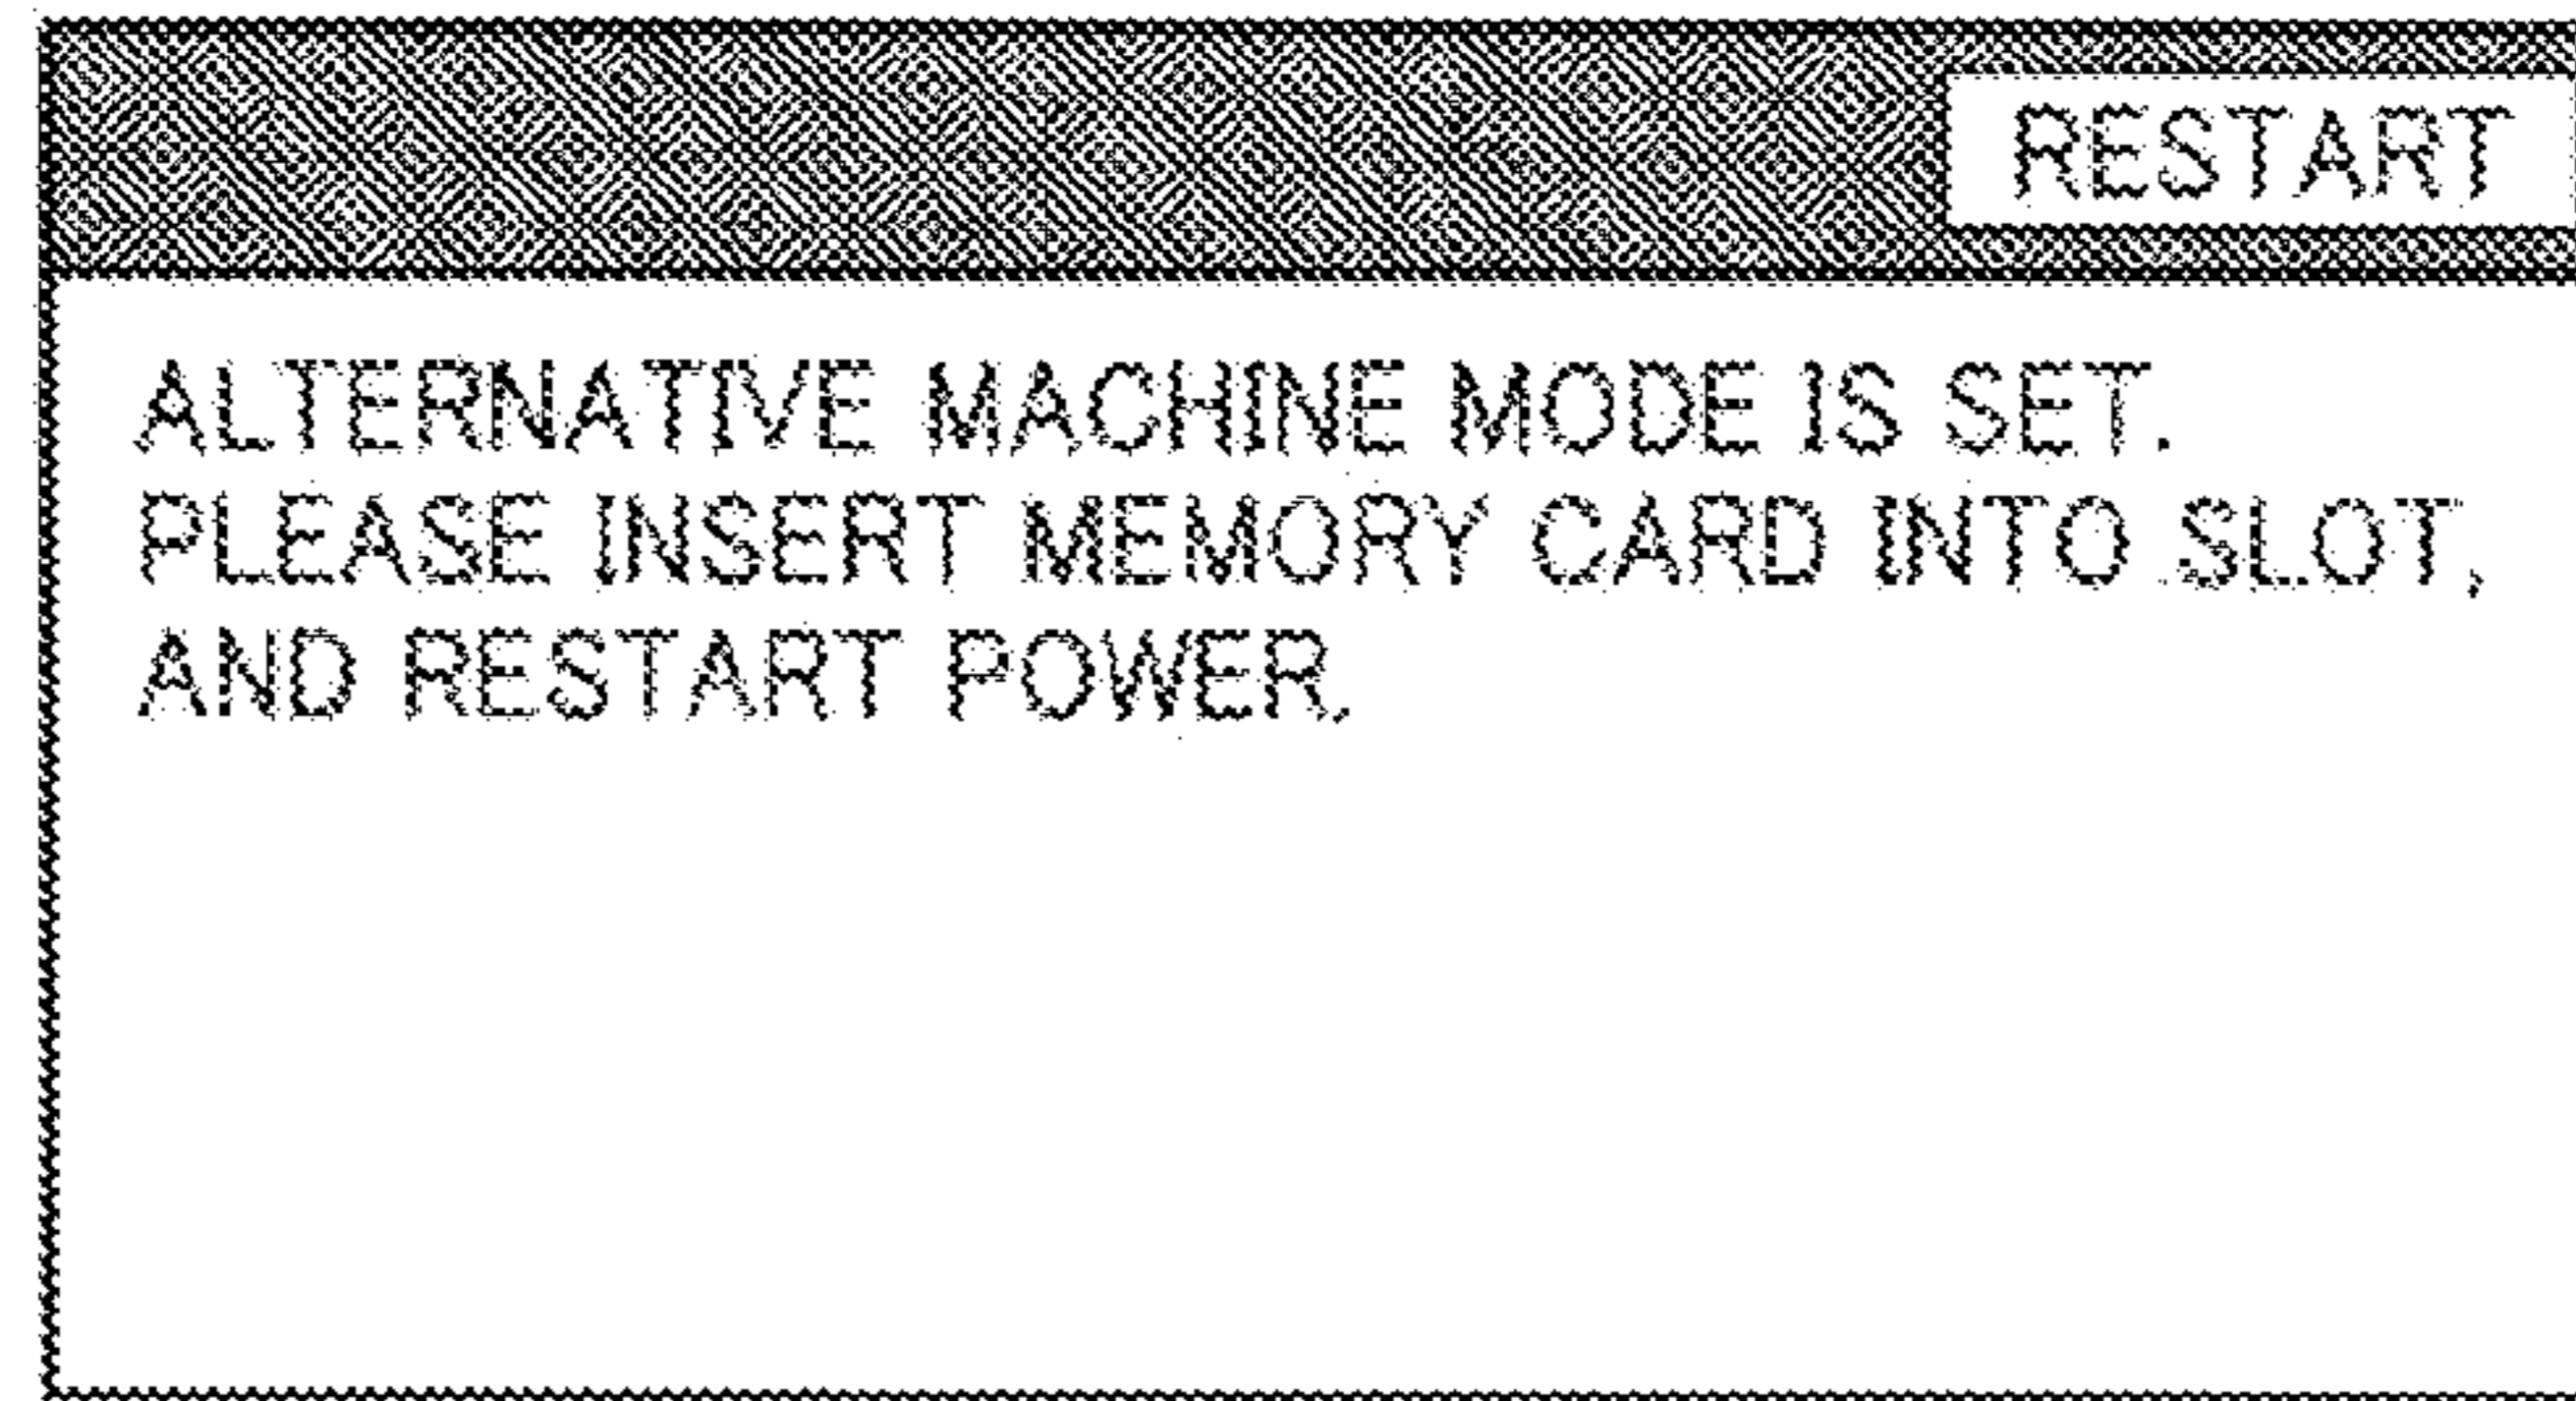 RESTART
ALTERNATIVE MACHINE MODE IS SET.
PLEASE INSERT MEMORY CARD INTO SLOT,
AND RESTART POWER.